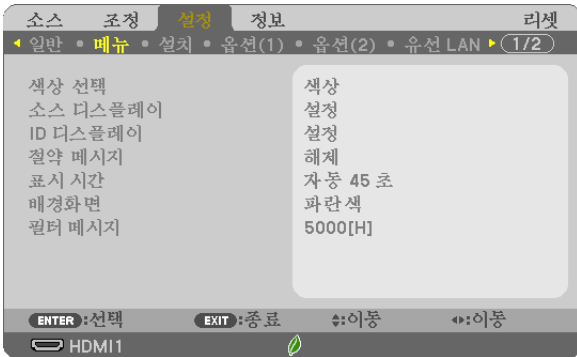 소스 조정 설정 정보 리셋
일반 • 메뉴 • 설치 • 옵션(1) • 옵션(2) • 유선 LAN 1/2
색상 선택 색상
소스 디스플레이 설정
ID 디스플레이 설정
절약 메시지 해제
표시 시간 자동 45 초
배경화면 파란색
필터 메시지 5000[H]
ENTER:선택 EXIT:종료 :이동 :이동
HDMI1